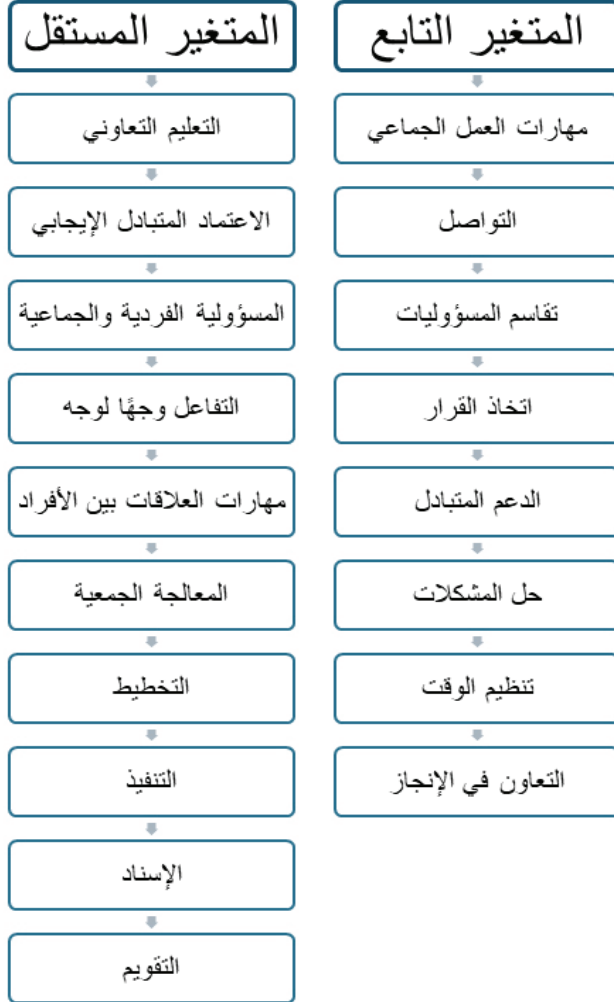 المتغير المستقل
التعليم التعاوني
الاعتماد المتبادل الإيجابي
المسؤولية الفردية والجماعية
التفاعل وجهًا لوجه
مهارات العلاقات بين الأفراد
المعالجة الجمعية
التخطيط
التنفيذ
الإسناد
التقويم
المتغير التابع
مهارات العمل الجماعي
التواصل
تقاسم المسؤوليات
اتخاذ القرار
الدعم المتبادل
حل المشكلات
تنظيم الوقت
التعاون في الإنجاز